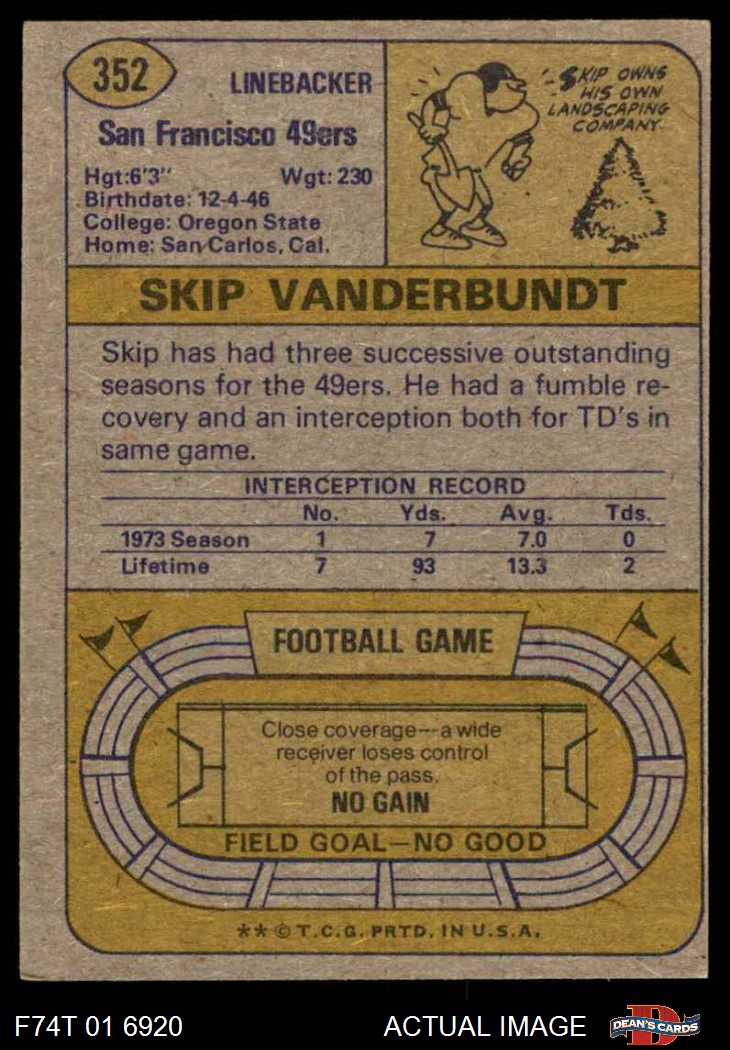 352
LINEBACKER
San Francisco 49ers
Hgt:6'3" Wgt: 230
Birthdate: 12-4-46
College: Oregon State
Home: San Carlos, Cal.
SKIP OWNS
HIS OWN
LANDSCAPING
COMPANY.
SKIP VANDERBUNDT
Skip has had three successive outstanding
seasons for the 49ers. He had a fumble re-
covery and an interception both for TD's in
same game.
INTERCEPTION RECORD
No. Yds. Avg. Tds.
1973 Season 1 7 7.0 0
Lifetime 7 93 13.3 2
FOOTBALL GAME
Close coverage—a wide
receiver loses control
of the pass.
NO GAIN
FIELD GOAL—NO GOOD
** © T.C.G. PRTD. IN U.S.A.
F74T 01 6920 ACTUAL IMAGE
D
DEAN'S CARDS